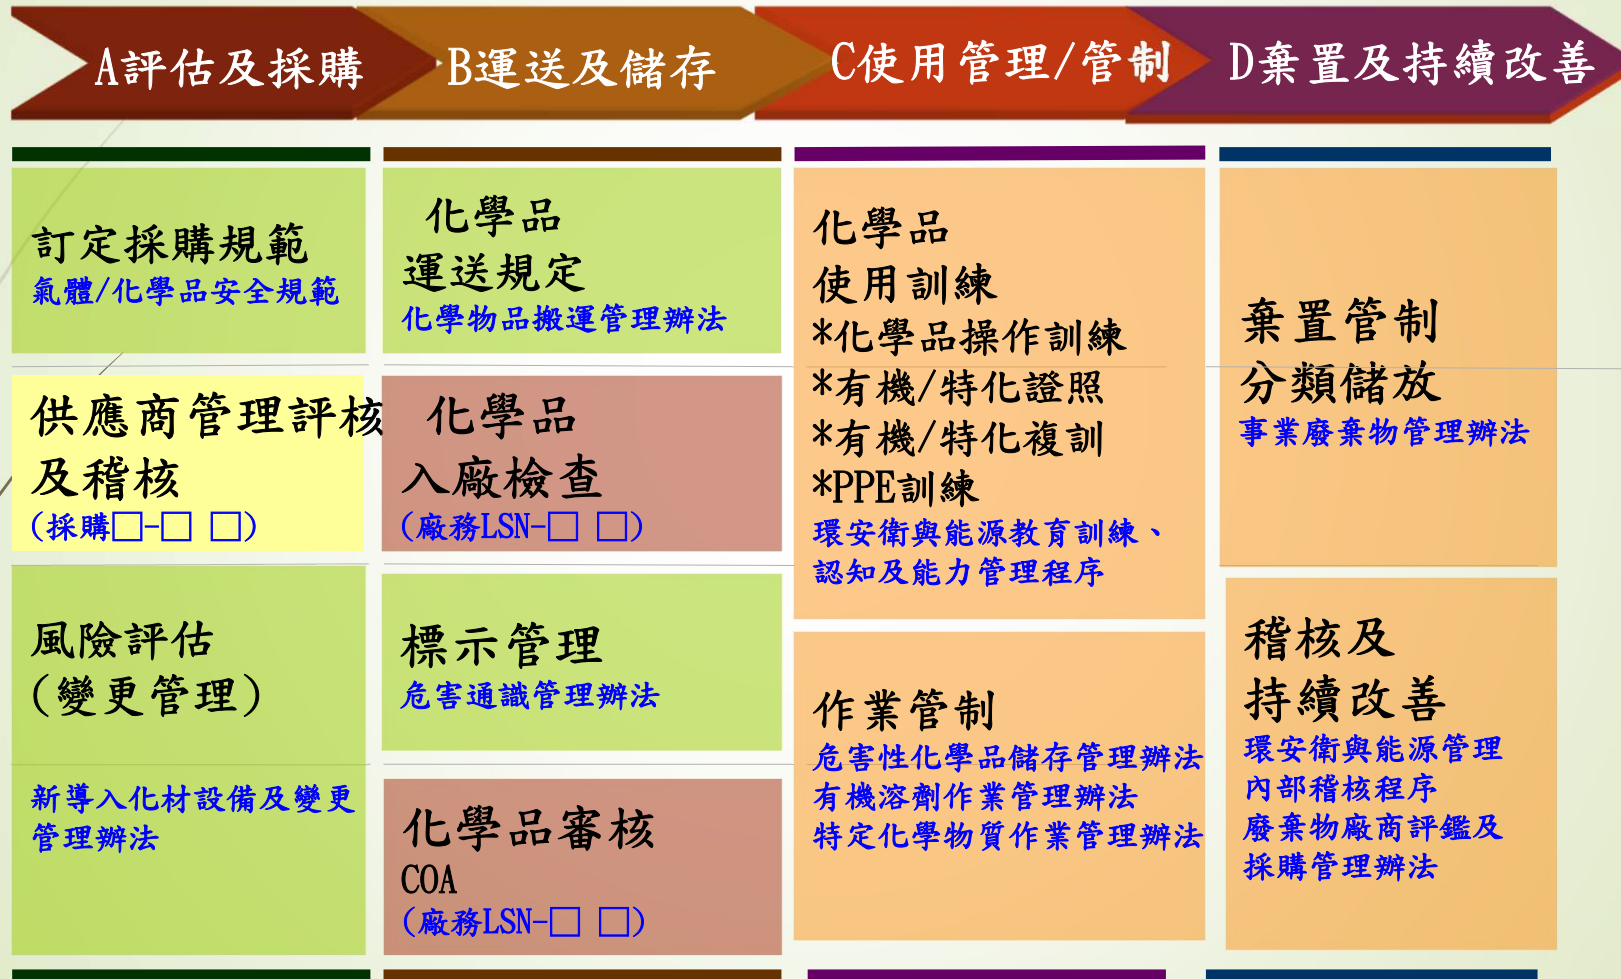 A評估及採購
B運送及儲存
C使用管理/管制
D棄置及持續改善
訂定採購規範
氣體/化學品安全規範
供應商管理評核
及稽核
(採購□-□ □)
風險評估
(變更管理)
新導入化材設備及變更
管理辦法
化學品
運送規定
化學物品搬運管理辦法
化學品
入廠檢查
(廠務LSN-□ □)
標示管理
危害通識管理辦法
化學品審核
COA
(廠務LSN-□ □)
化學品
使用訓練
*化學品操作訓練
*有機/特化證照
*有機/特化複訓
*PPE訓練
環安衛與能源教育訓練、
認知及能力管理程序
作業管制
危害性化學品儲存管理辦法
有機溶劑作業管理辦法
特定化學物質作業管理辦法
棄置管制
分類儲放
事業廢棄物管理辦法
稽核及
持續改善
環安衛與能源管理
內部稽核程序
廢棄物廠商評鑑及
採購管理辦法